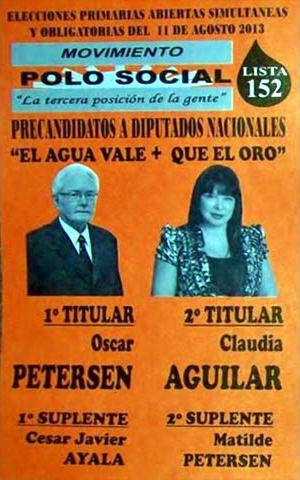 ELECCIONES PRIMARIAS ABIERTAS SIMULTANEAS
Y OBLIGATORIAS DEL 11 DE AGOSTO 2013
MOVIMIENTO
POLO SOCIAL
"La tercera posición de la gente"
LISTA
152
PRECANDIDATOS A DIPUTADOS NACIONALES
"EL AGUA VALE + QUE EL ORO"
1º TITULAR
Oscar
PETERSEN
2º TITULAR
Claudia
AGUILAR
1º SUPLENTE
Cesar Javier
AYALA
2º SUPLENTE
Matilde
PETERSEN